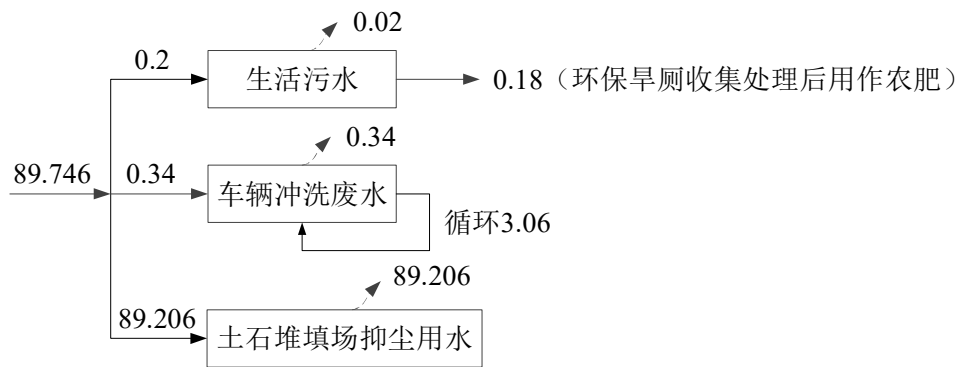 0.02
0.2
生活污水
0.18（环保旱厕收集处理后用作农肥）
0.34
89.746
0.34
车辆冲洗废水
循环3.06
89.206
89.206
土石堆填场抑尘用水